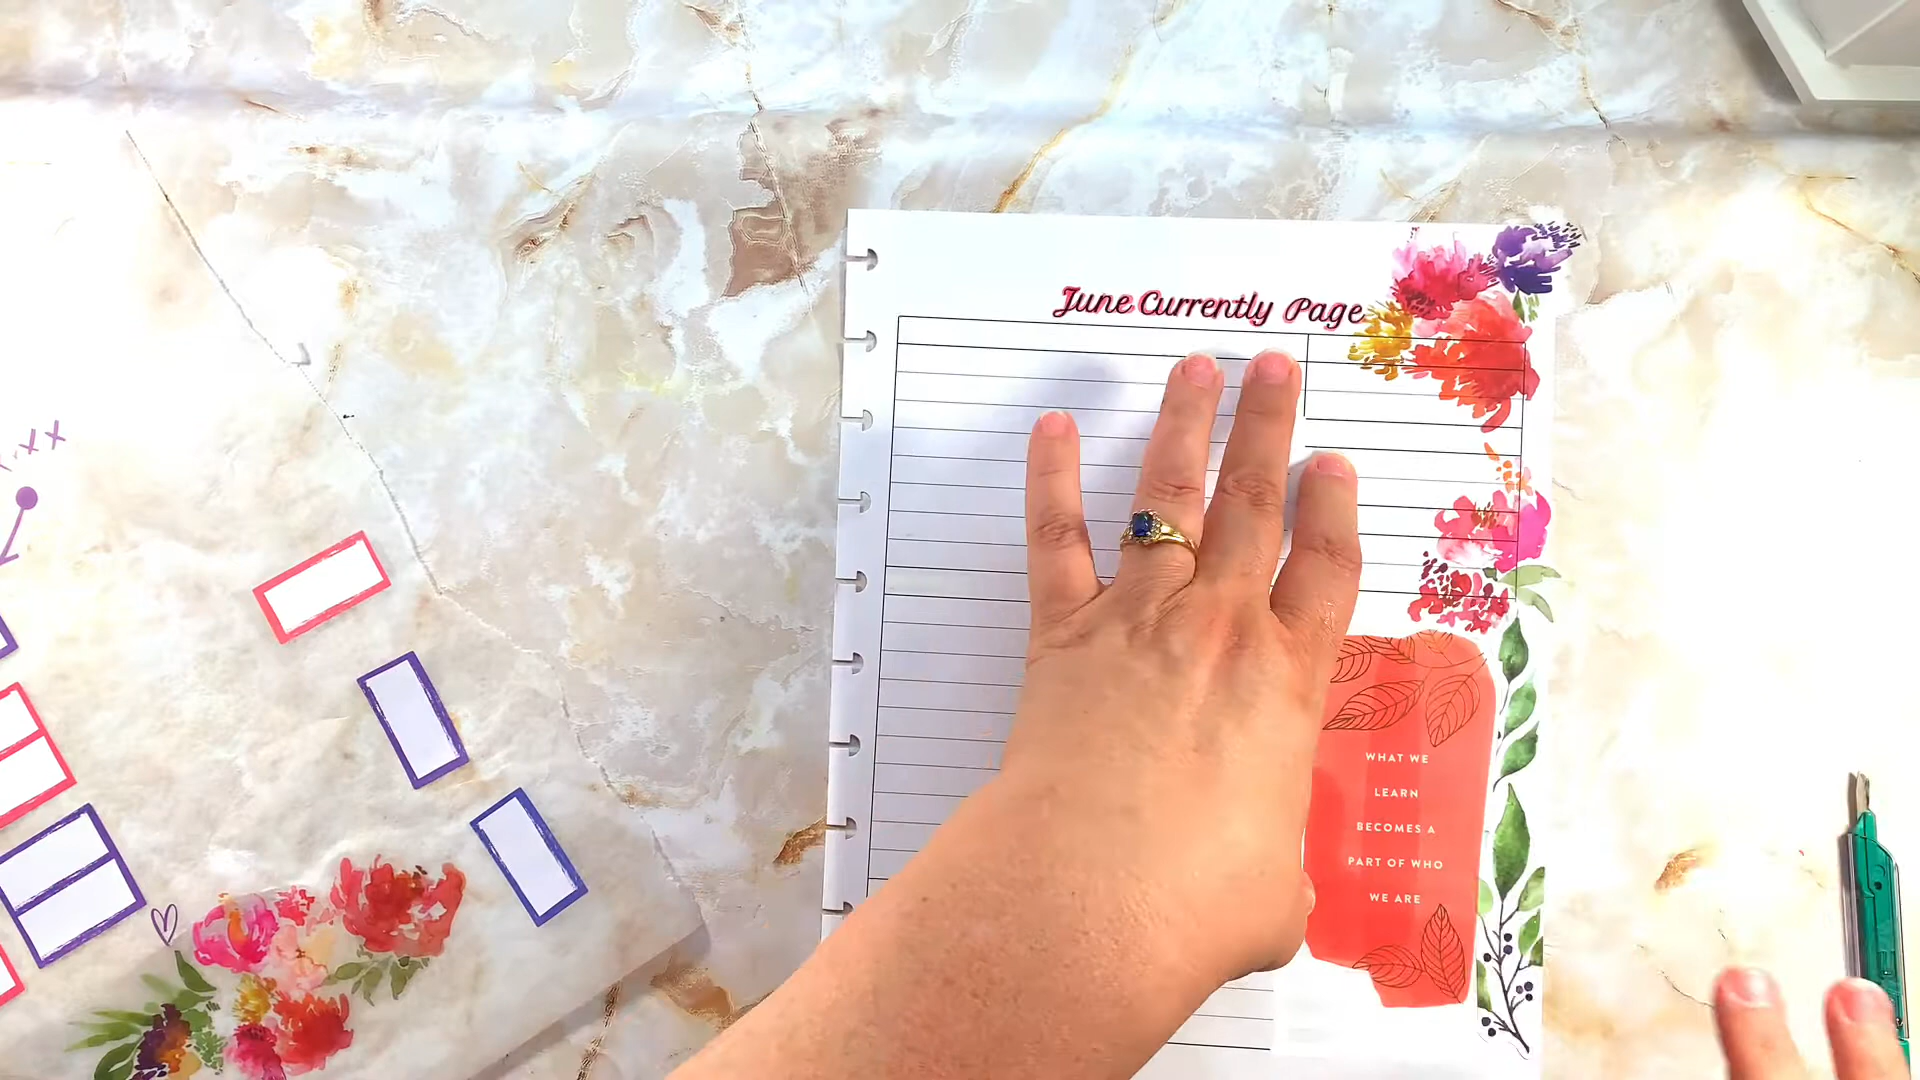 June Currently Page
WHAT WE
LEARN
BECOMES A
PART OF WHO
WE ARE